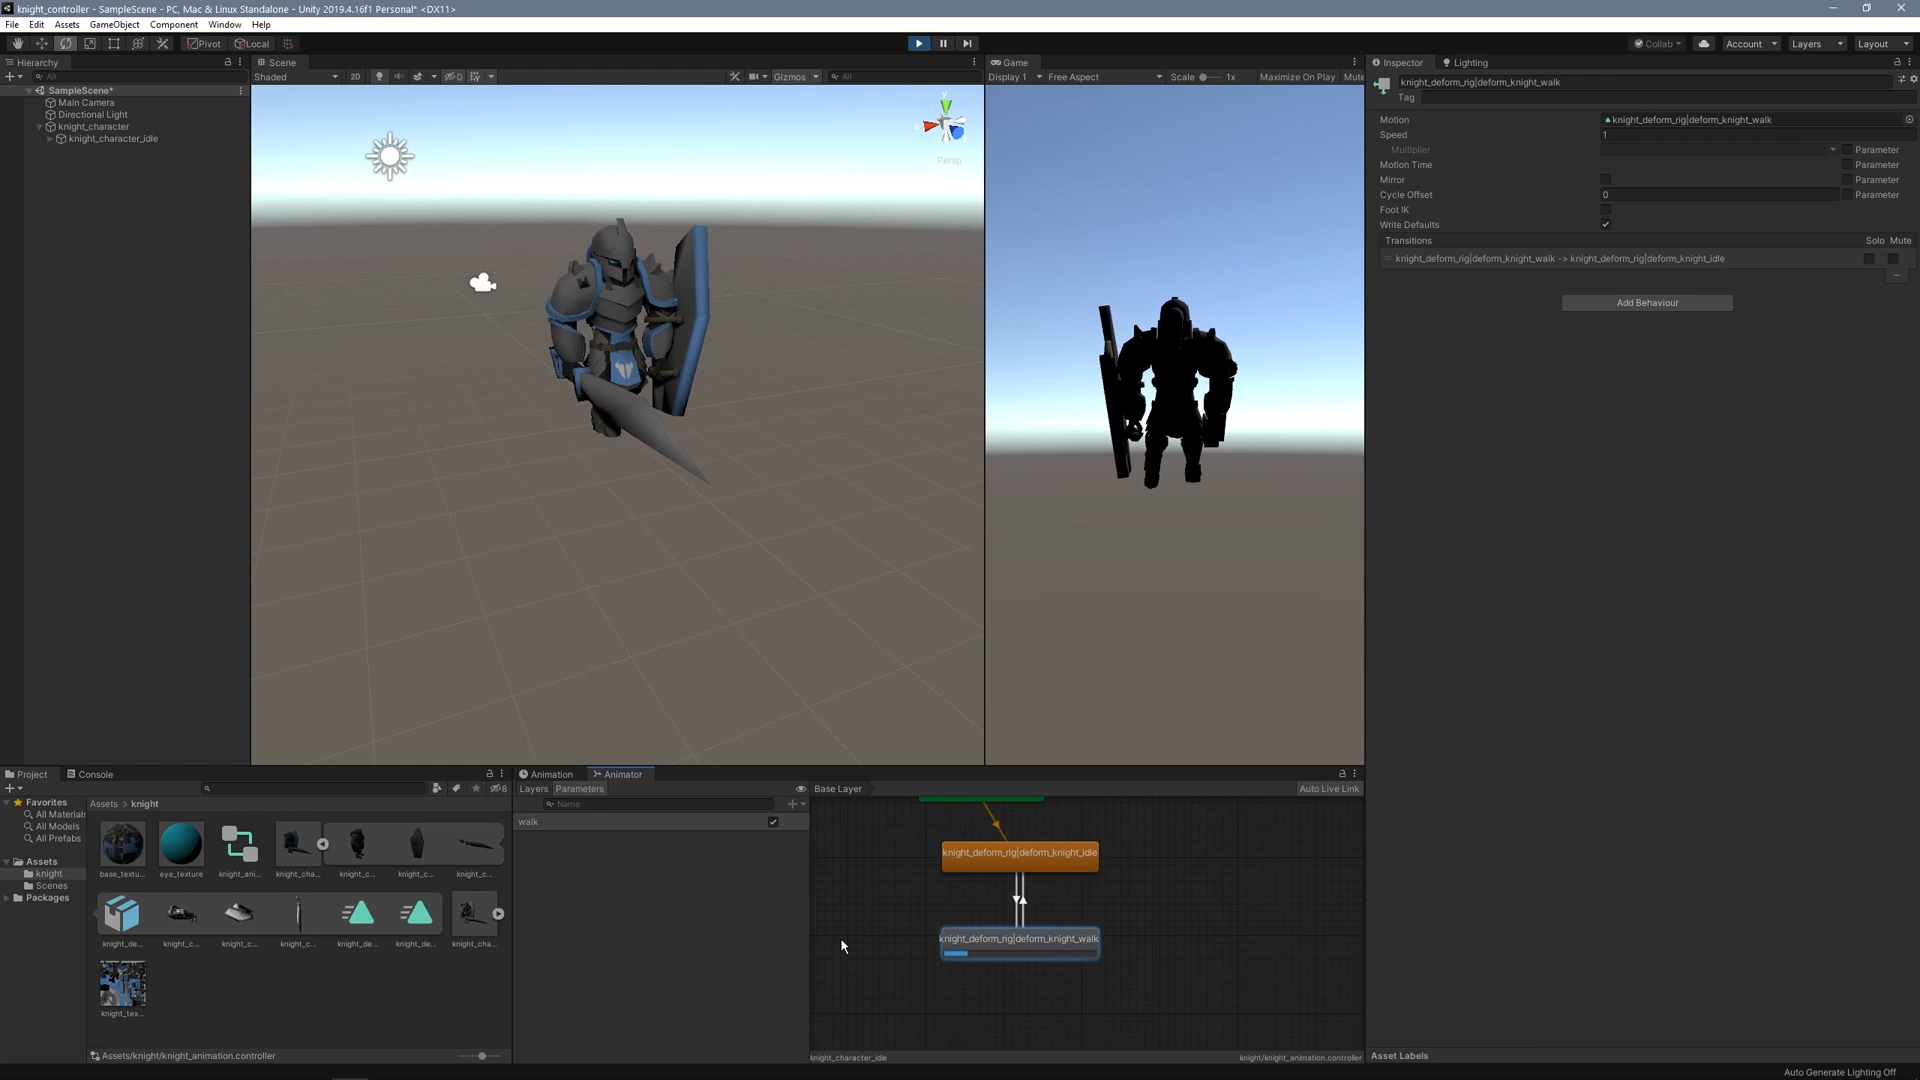 knight_controller - SampleScene - PC, Mac & Linux Standalone - Unity 2019.4.16f1 Personal* <DX11>
File Edit Assets GameObject Component Window Help
Pivot Local Collab Account Layers Layout
Hierarchy
All
SampleScene*
Main Camera
Directional Light
knight_character
knight_character_idle
Scene
Shaded 2D 0 Gizmos All
y
x
Persp
Game
Display 1 Free Aspect Scale 1x Maximize On Play Mute
Inspector Lighting
knight_deform_rig|deform_knight_walk
Tag
Motion knight_deform_rig|deform_knight_walk
Speed 1
Multiplier Parameter
Motion Time Parameter
Mirror Parameter
Cycle Offset 0 Parameter
Foot IK
Write Defaults
Transitions Solo Mute
knight_deform_rig|deform_knight_walk -> knight_deform_rig|deform_knight_idle
Add Behaviour
Project Console
8
Favorites
All Materials
All Models
All Prefabs
Assets
knight
Scenes
Packages
Assets > knight
base_textu... eye_texture knight_ani... knight_cha... knight_c... knight_c... knight_c...
knight_de... knight_c... knight_c... knight_c... knight_de... knight_de... knight_cha...
knight_tex...
Assets/knight/knight_animation.controller
Animation Animator
Layers Parameters Base Layer Auto Live Link
Name
walk
knight_deform_rig|deform_knight_idle
knight_deform_rig|deform_knight_walk
knight_character_idle knight/knight_animation.controller
Asset Labels
Auto Generate Lighting Off